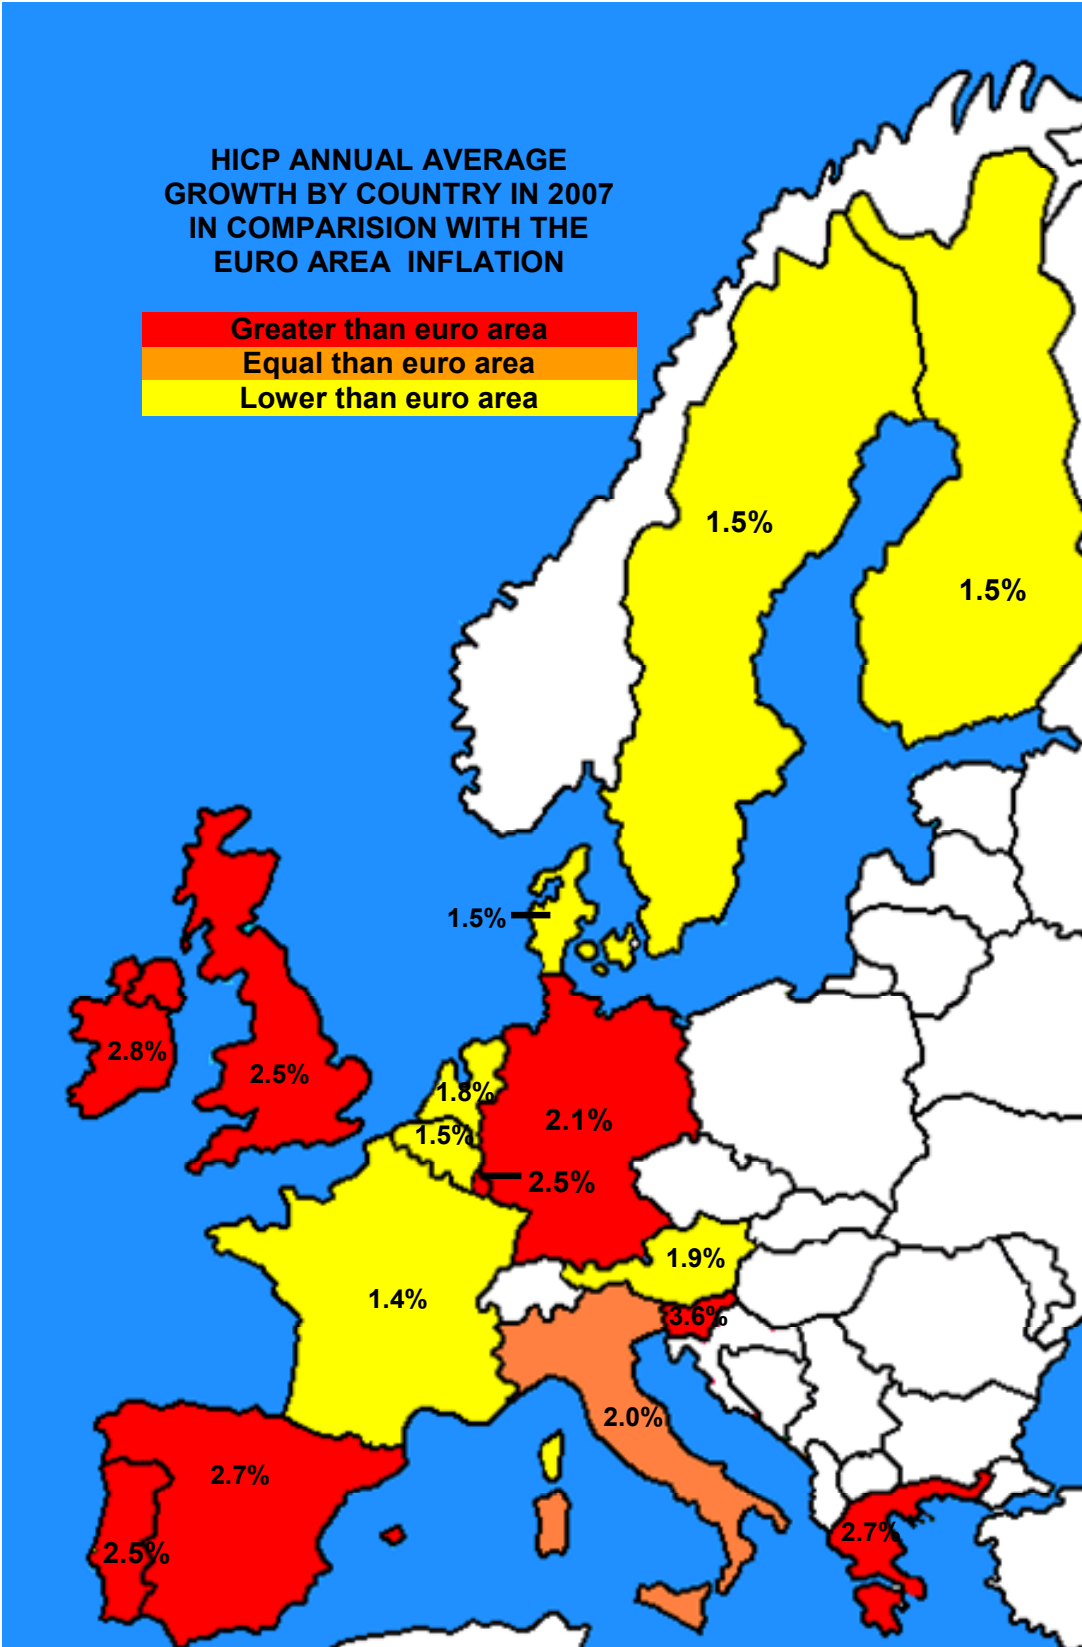 HICP ANNUAL AVERAGE
GROWTH BY COUNTRY IN 2007
IN COMPARISION WITH THE
EURO AREA INFLATION
Greater than euro area
Equal than euro area
Lower than euro area
1.5%
1.5%
1.5%
2.8%
2.5%
1.8%
2.1%
1.5%
2.5%
1.9%
1.4%
3.6%
2.0%
2.7%
2.7%
2.5%